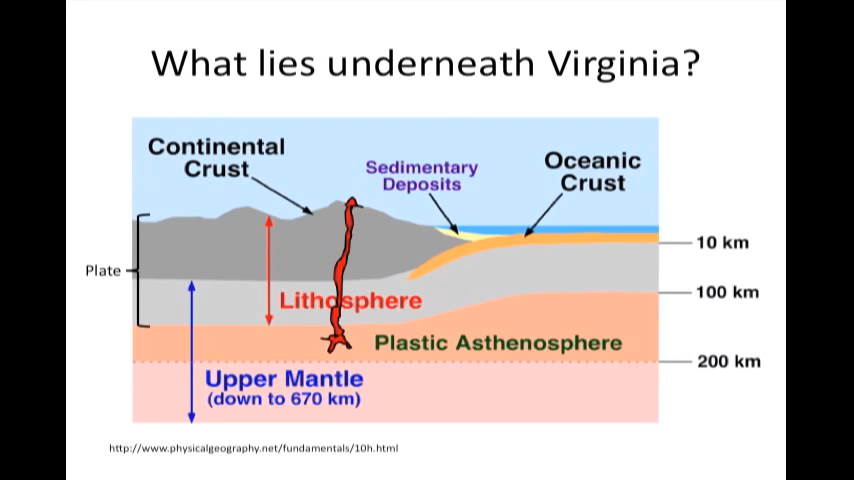 What lies underneath Virginia?
Continental
Crust
Sedimentary
Deposits
Oceanic
Crust
10 km
Plate
100 km
Lithosphere
Plastic Asthenosphere
200 km
Upper Mantle
(down to 670 km)
http://www.physicalgeography.net/fundamentals/10h.html